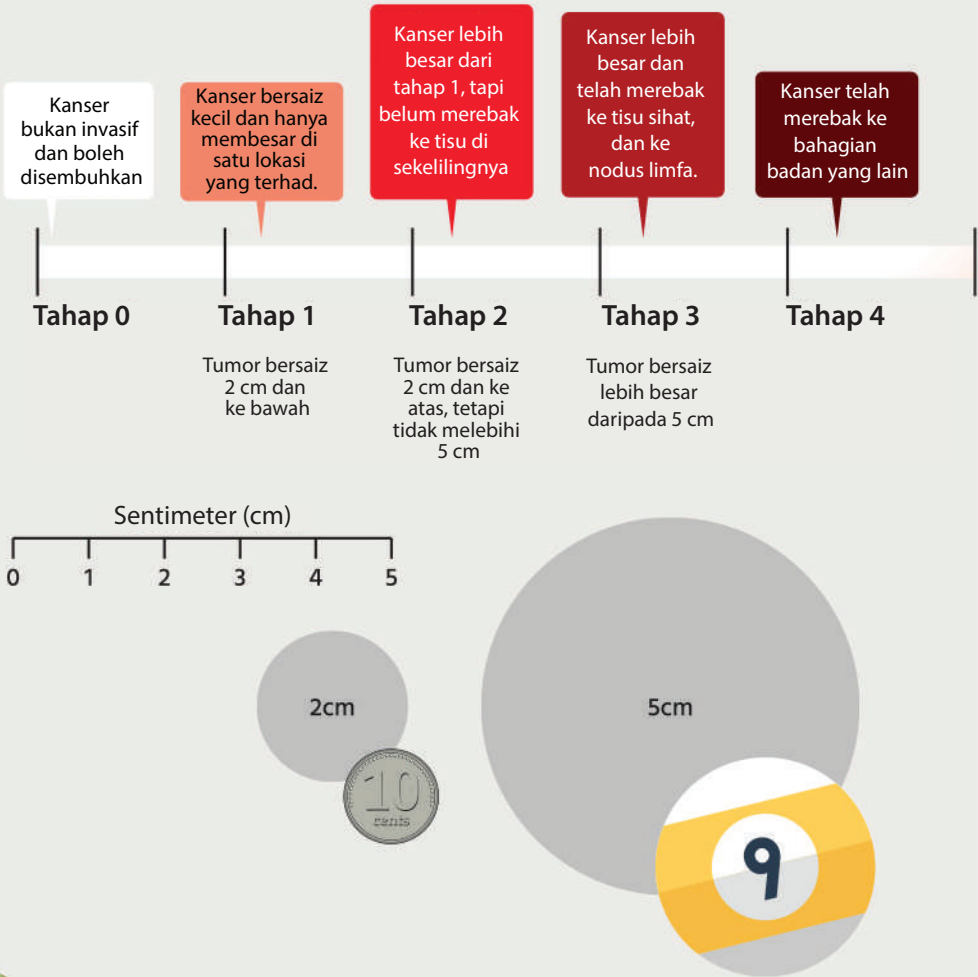 Kanser
bukan invasif
dan boleh
disembuhkan
Kanser bersaiz
kecil dan hanya
membesar di
satu lokasi
yang terhad.
Kanser lebih
besar dari
tahap 1, tapi
belum merebak
ke tisu di
sekelilingnya
Kanser lebih
besar dan
telah merebak
ke tisu sihat,
dan ke
nodus limfa.
Kanser telah
merebak ke
bahagian
badan yang lain
Tahap 0
Tahap 1
Tahap 2
Tahap 3
Tahap 4
Tumor bersaiz
2 cm dan
ke bawah
Tumor bersaiz
2 cm dan ke
atas, tetapi
tidak melebihi
5 cm
Tumor bersaiz
lebih besar
daripada 5 cm
Sentimeter (cm)
0 1 2 3 4 5
2cm
5cm
10
cents
9